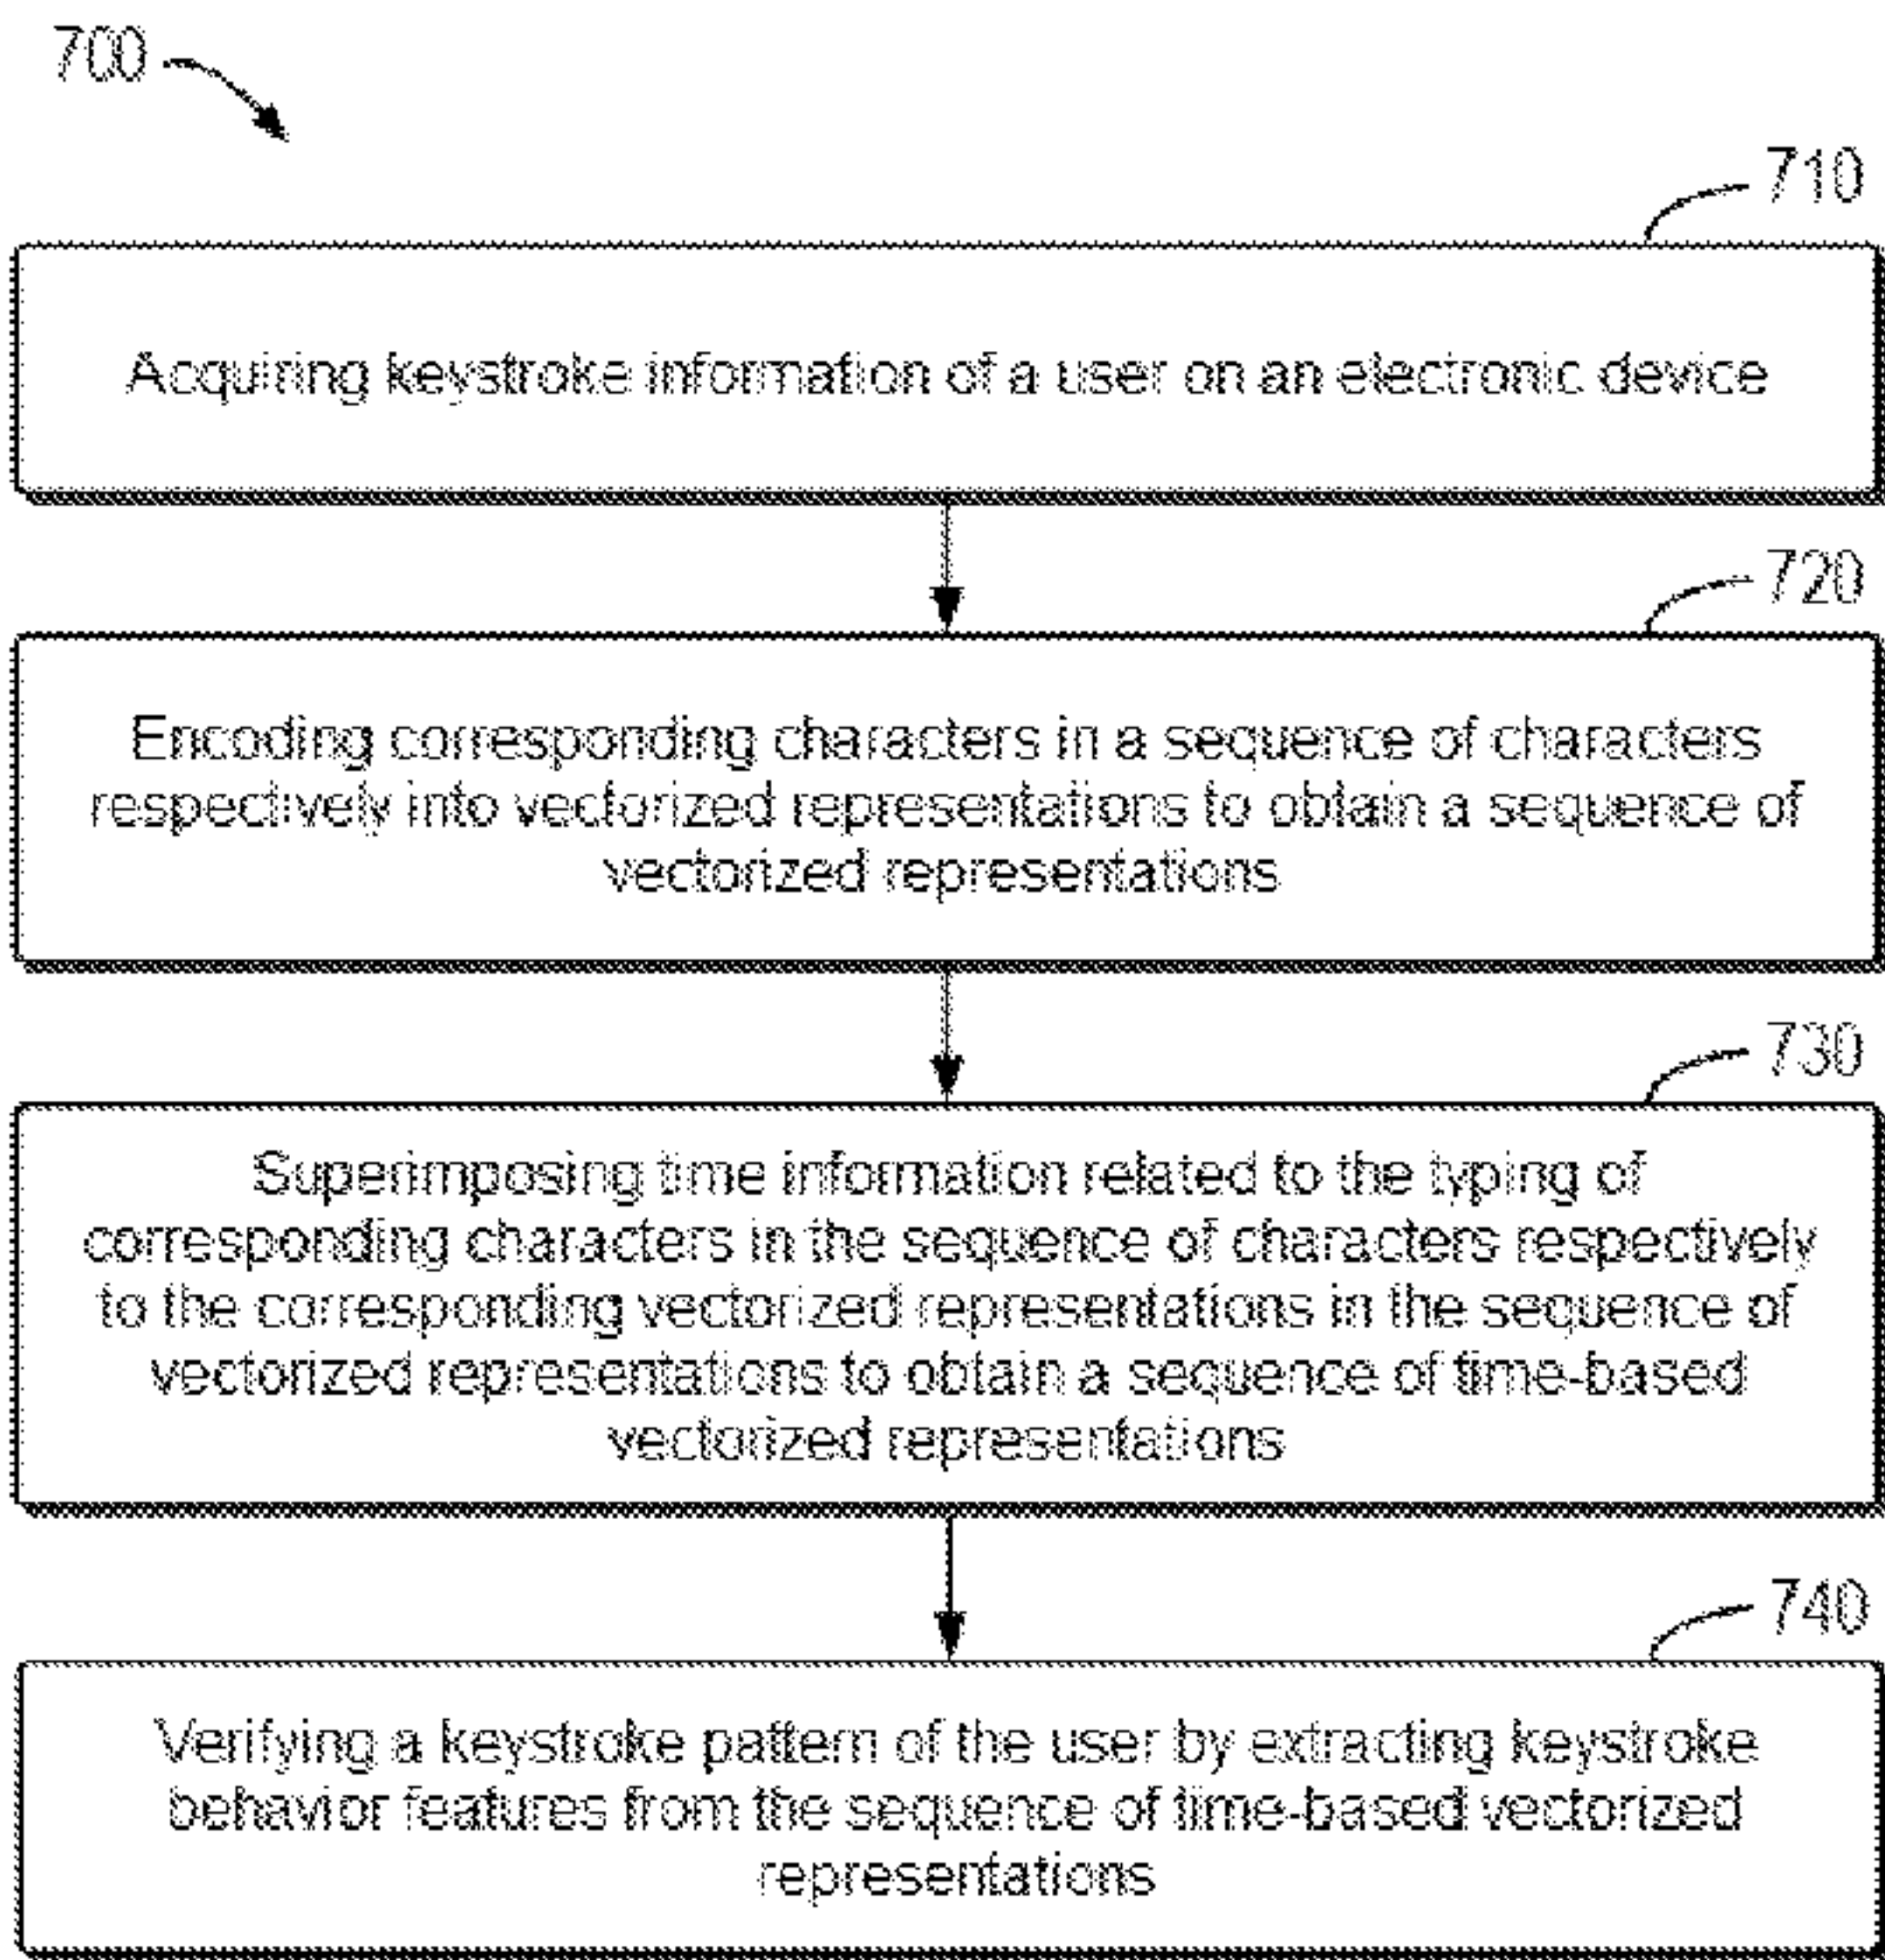 700
710
Acquiring keystroke information of a user on an electronic device
720
Encoding corresponding characters in a sequence of characters
respectively into vectorized representations to obtain a sequence of
vectorized representations
730
Superimposing time information related to the typing of
corresponding characters in the sequence of characters respectively
to the corresponding vectorized representations in the sequence of
vectorized representations to obtain a sequence of time-based
vectorized representations
740
Verifying a keystroke pattern of the user by extracting keystroke
behavior features from the sequence of time-based vectorized
representations